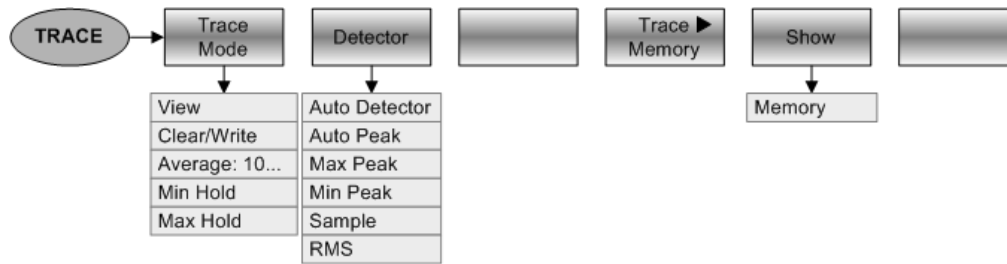 TRACE
Trace
Mode
Detector
Trace ▶
Memory
Show
View
Clear/Write
Average: 10...
Min Hold
Max Hold
Auto Detector
Auto Peak
Max Peak
Min Peak
Sample
RMS
Memory